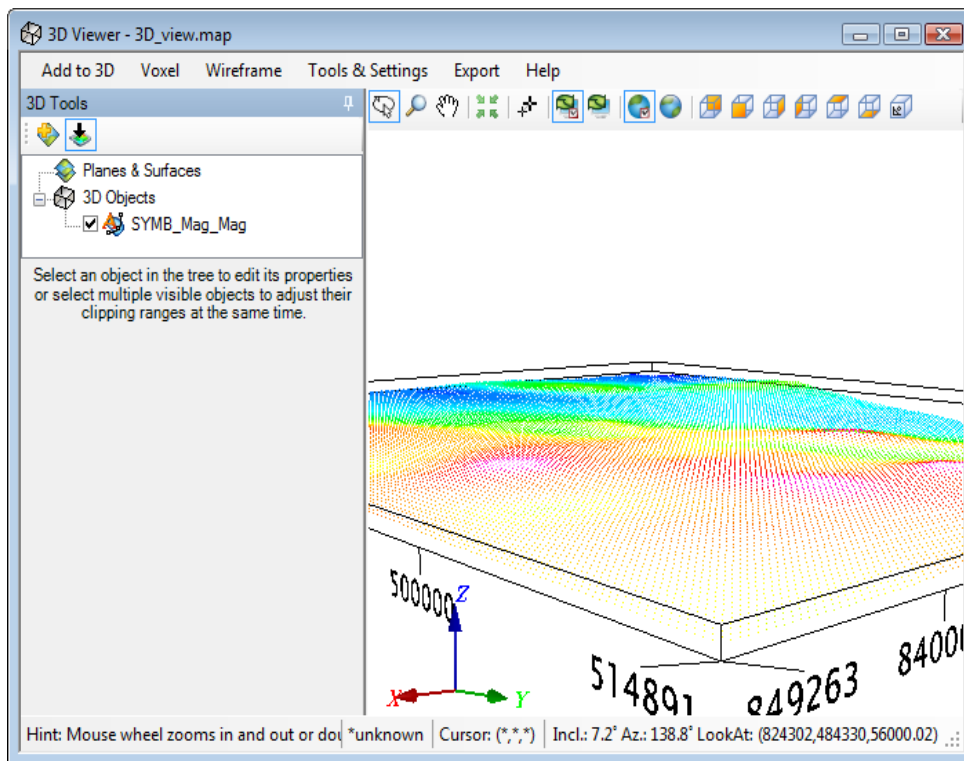 3D Viewer - 3D_view.map
Add to 3D Voxel Wireframe Tools & Settings Export Help
3D Tools
Planes & Surfaces
3D Objects
SYMB_Mag_Mag
Select an object in the tree to edit its properties
or select multiple visible objects to adjust their
clipping ranges at the same time.
500000
Z
X
Y
514891
849263
84000
Hint: Mouse wheel zooms in and out or dou
*unknown
Cursor: (*,*,*)
Incl.: 7.2° Az.: 138.8° LookAt: (824302,484330,56000.02)